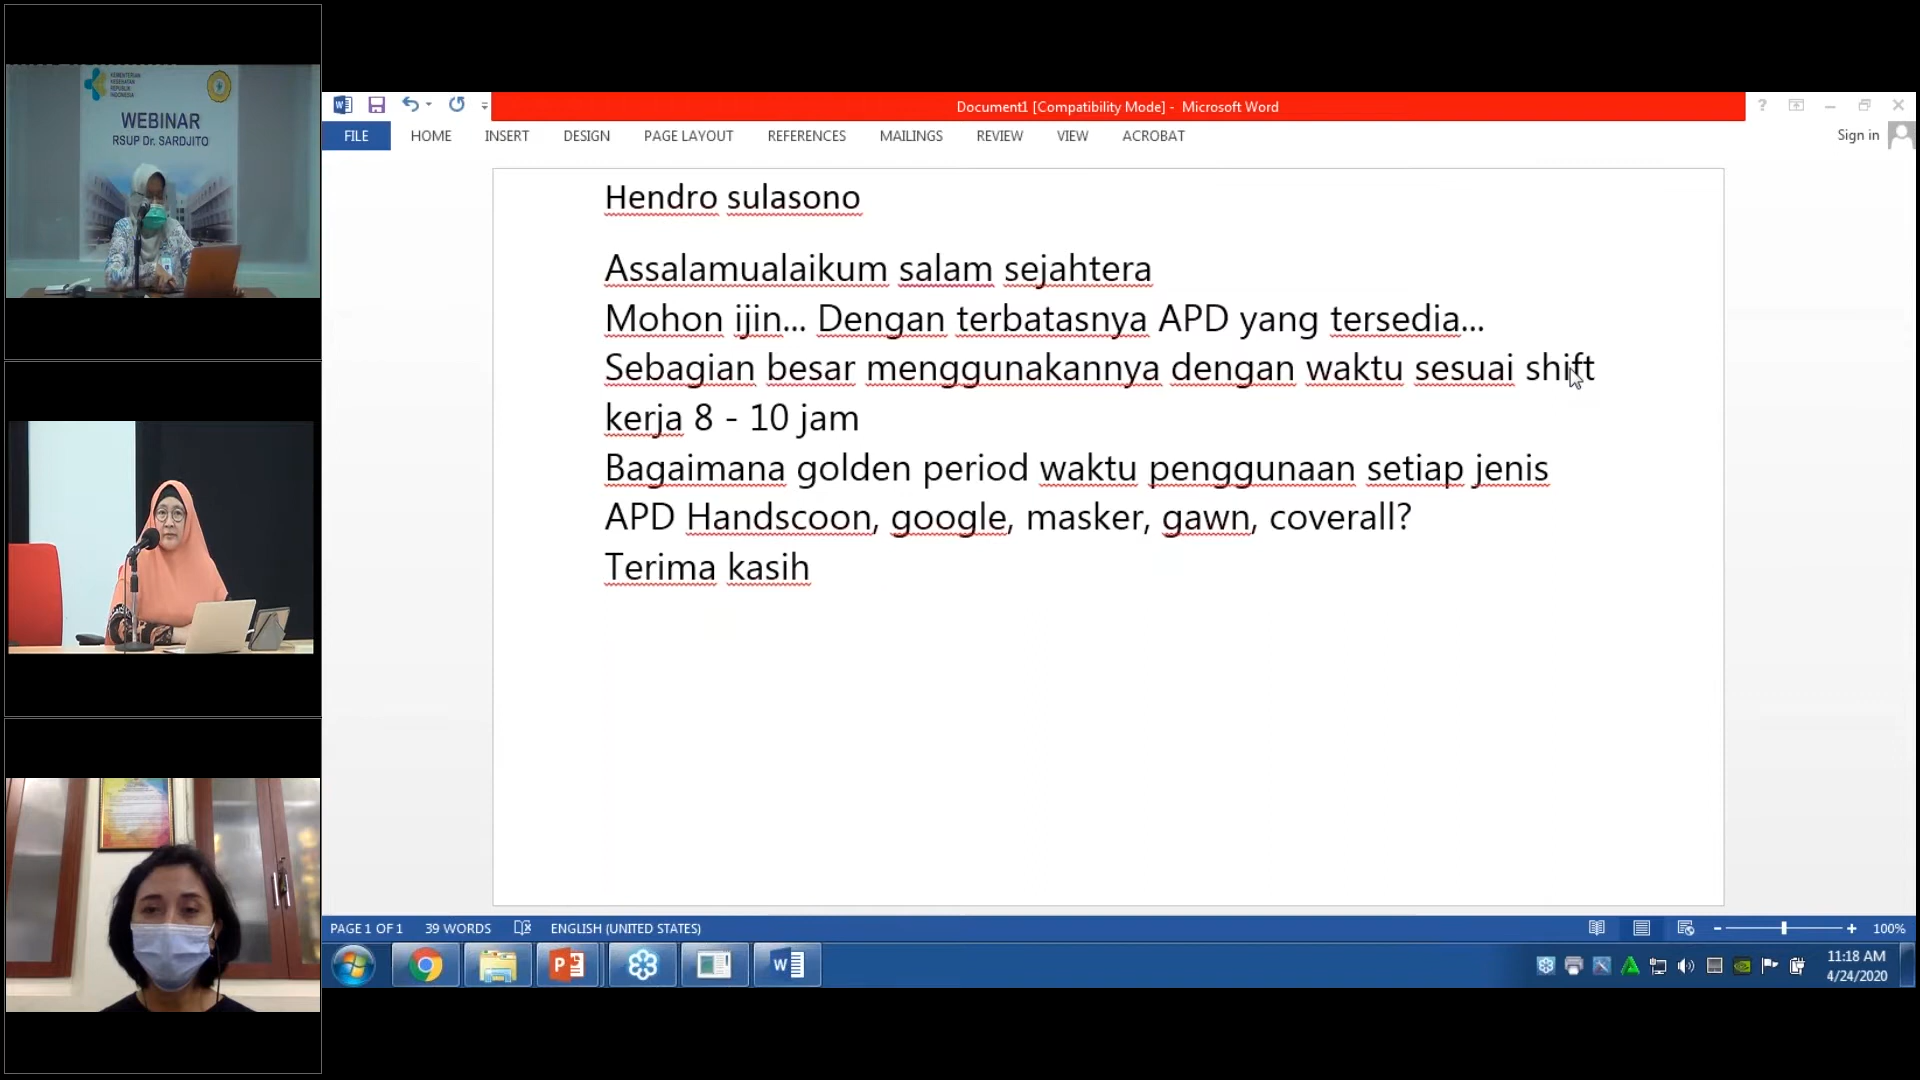 KEMENTERIAN
KESEHATAN
REPUBLIK
INDONESIA
WEBINAR
RSUP Dr. SARDJITO
Document1 [Compatibility Mode] - Microsoft Word
FILE HOME INSERT DESIGN PAGE LAYOUT REFERENCES MAILINGS REVIEW VIEW ACROBAT Sign in
Hendro sulasono
Assalamualaikum salam sejahtera
Mohon ijin... Dengan terbatasnya APD yang tersedia...
Sebagian besar menggunakannya dengan waktu sesuai shift
kerja 8 - 10 jam
Bagaimana golden period waktu penggunaan setiap jenis
APD Handscoon, google, masker, gawn, coverall?
Terima kasih
PAGE 1 OF 1 39 WORDS ENGLISH (UNITED STATES) 100%
11:18 AM
4/24/2020